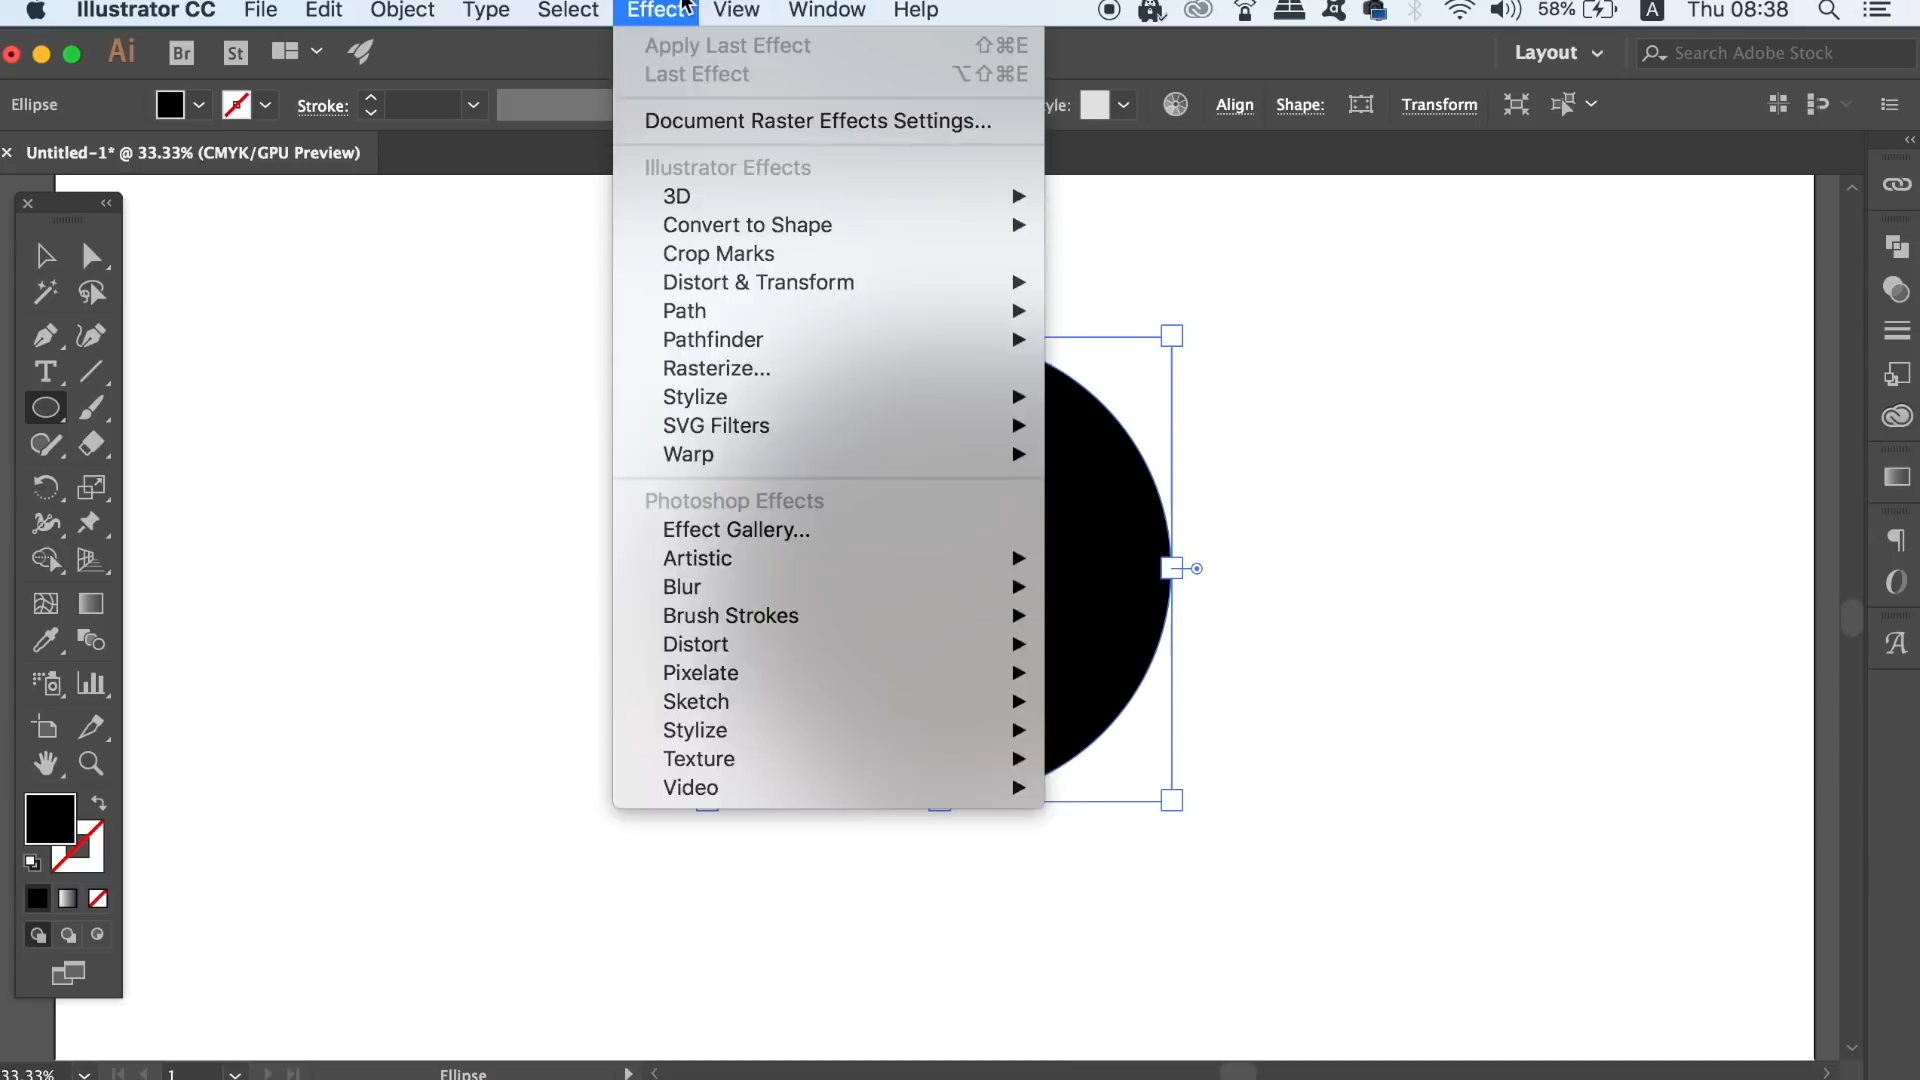 Illustrator CC File Edit Object Type Select Effect View Window Help 58% A Thu 08:38
Ai Br St Layout Search Adobe Stock
Ellipse Stroke: yle: Align Shape: Transform
Untitled-1* @ 33.33% (CMYK/GPU Preview)
Apply Last Effect ⇧⌘E
Last Effect ⌥⇧⌘E
Document Raster Effects Settings...
Illustrator Effects
3D
Convert to Shape
Crop Marks
Distort & Transform
Path
Pathfinder
Rasterize...
Stylize
SVG Filters
Warp
Photoshop Effects
Effect Gallery...
Artistic
Blur
Brush Strokes
Distort
Pixelate
Sketch
Stylize
Texture
Video
33.33% 1 Ellipse